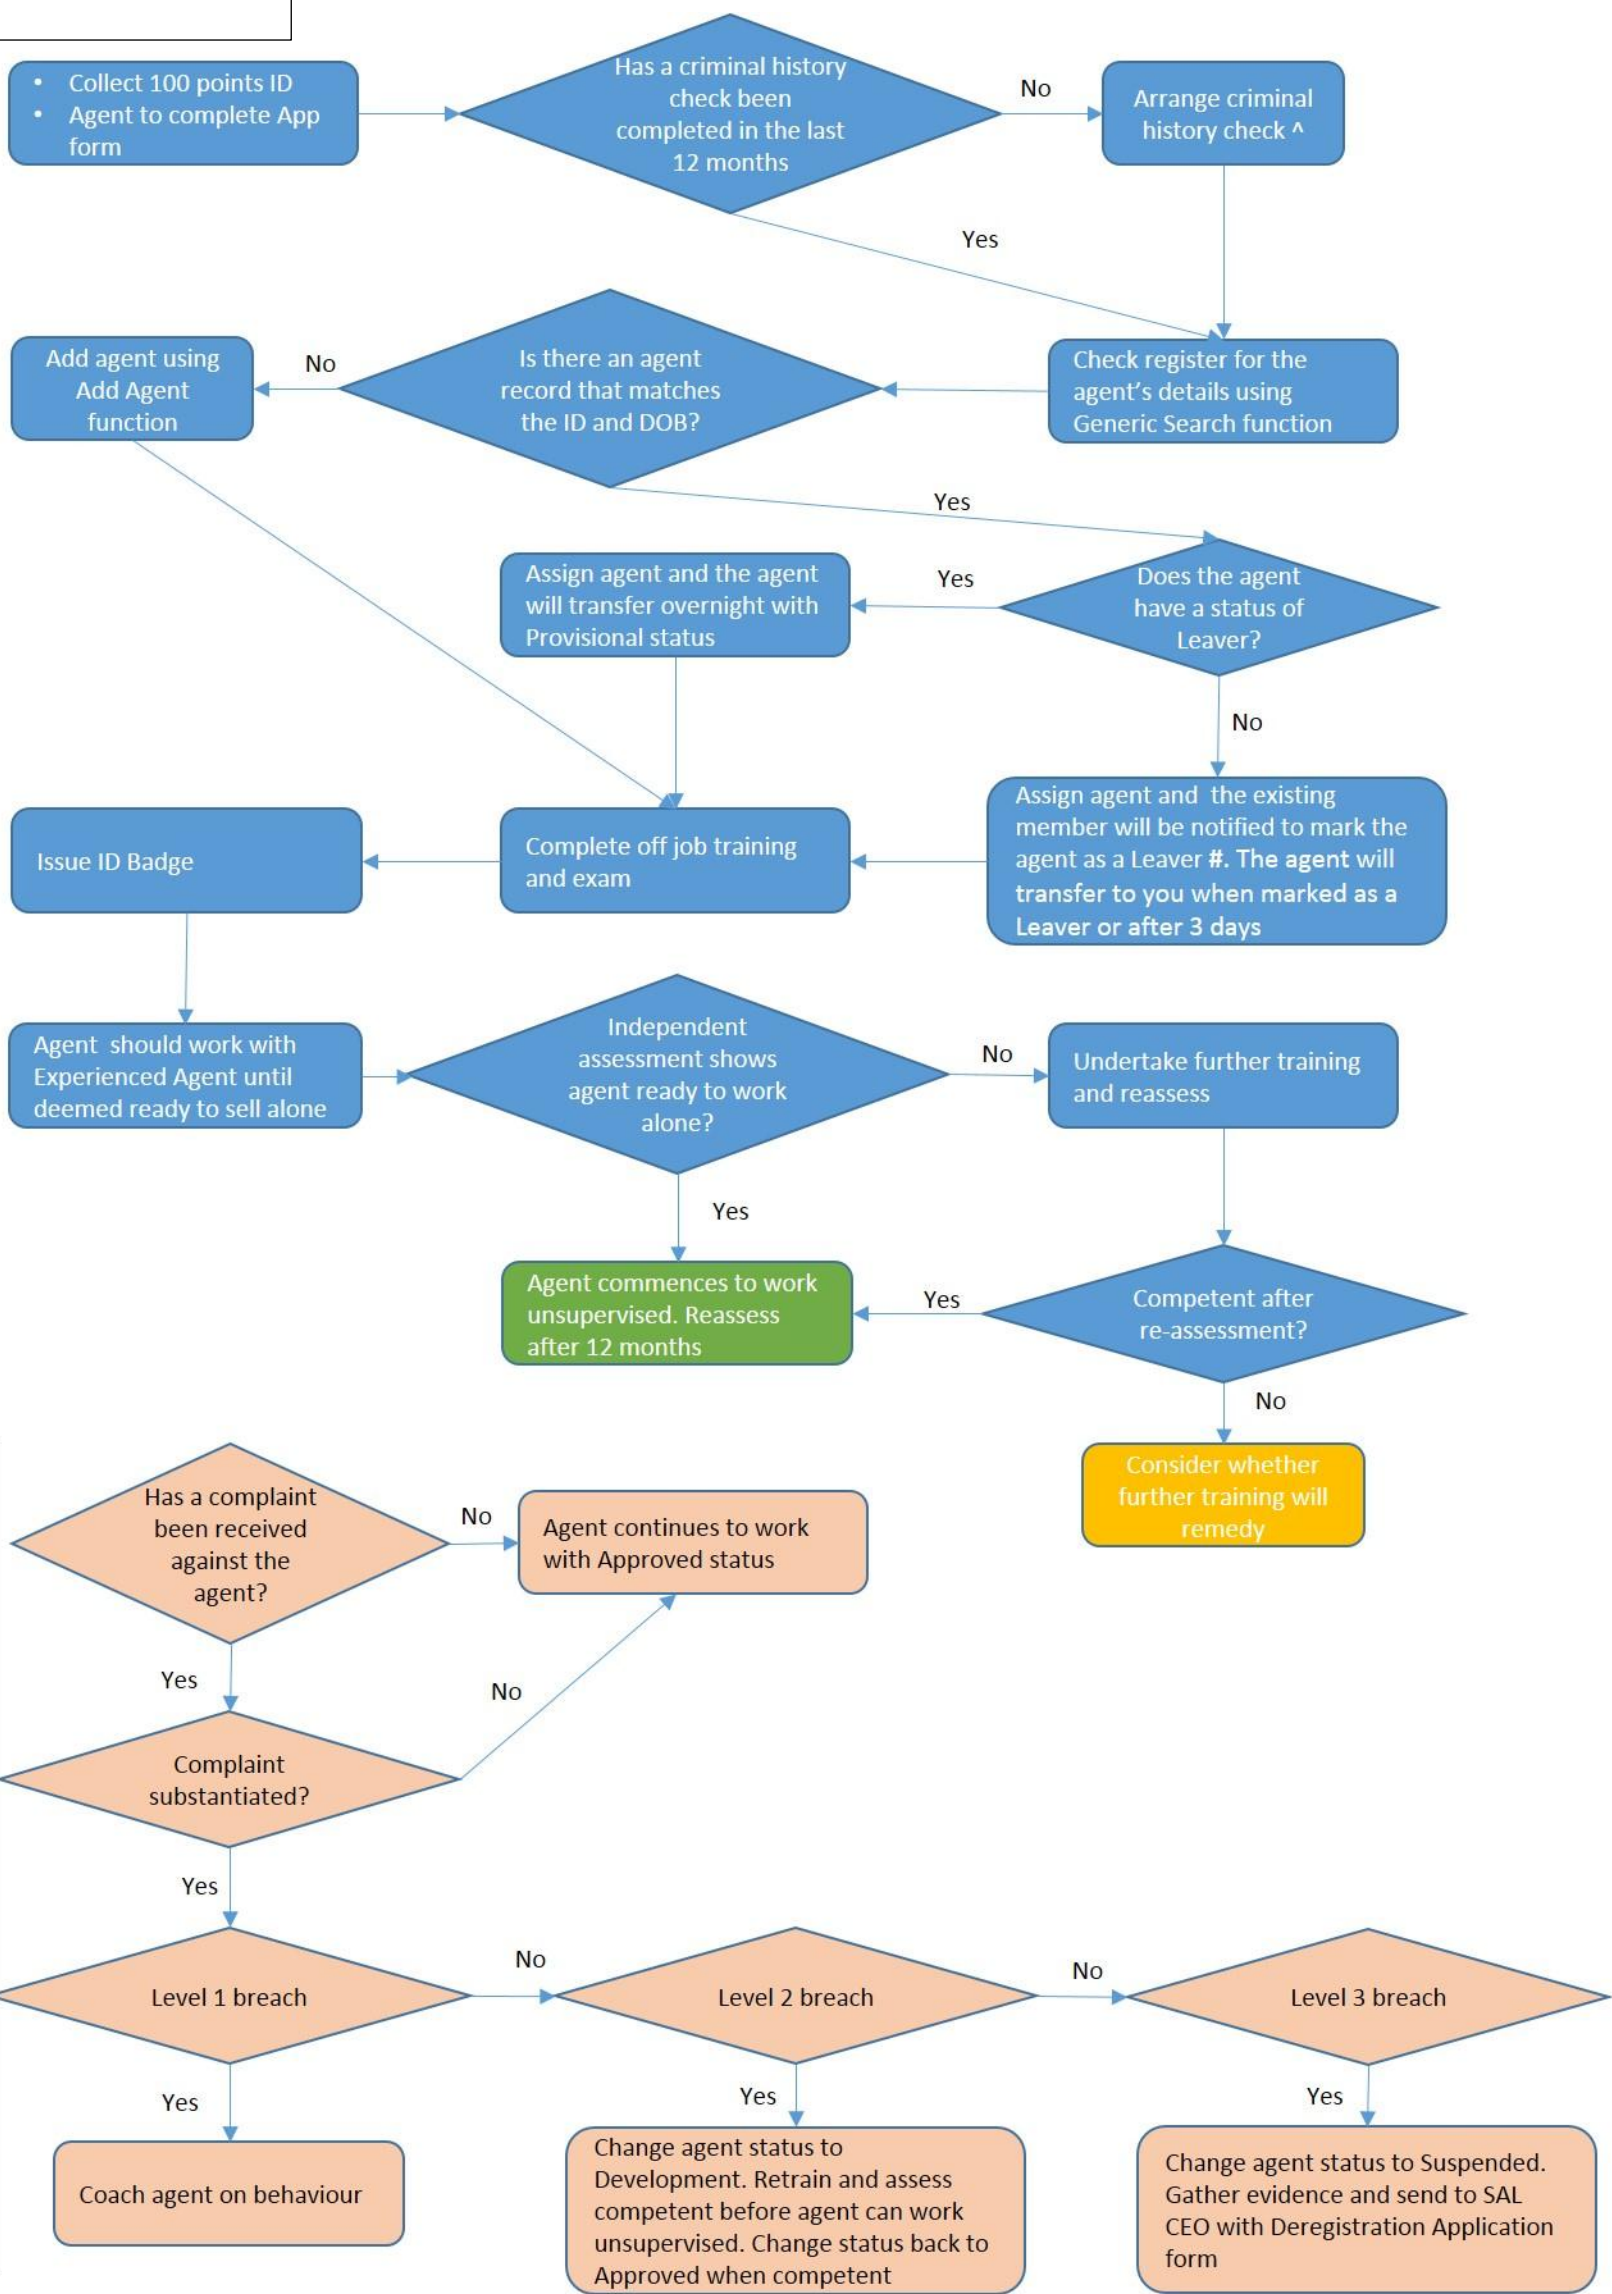 • Collect 100 points ID
• Agent to complete App
form
Has a criminal history
check been
completed in the last
12 months
No
Arrange criminal
history check ^
Yes
Add agent using
Add Agent
function
No
Is there an agent
record that matches
the ID and DOB?
Check register for the
agent's details using
Generic Search function
Yes
Assign agent and the agent
will transfer overnight with
Provisional status
Yes
Does the agent
have a status of
Leaver?
No
Issue ID Badge
Complete off job training
and exam
Assign agent and the existing
member will be notified to mark the
agent as a Leaver #. The agent will
transfer to you when marked as a
Leaver or after 3 days
Agent should work with
Experienced Agent until
deemed ready to sell alone
Independent
assessment shows
agent ready to work
alone?
No
Undertake further training
and reassess
Yes
Agent commences to work
unsupervised. Reassess
after 12 months
Yes
Competent after
re-assessment?
No
Consider whether
further training will
remedy
Has a complaint
been received
against the
agent?
No
Agent continues to work
with Approved status
Yes
No
Complaint
substantiated?
Yes
Level 1 breach
No
Level 2 breach
No
Level 3 breach
Yes
Yes
Yes
Coach agent on behaviour
Change agent status to
Development. Retrain and assess
competent before agent can work
unsupervised. Change status back to
Approved when competent
Change agent status to Suspended.
Gather evidence and send to SAL
CEO with Deregistration Application
form